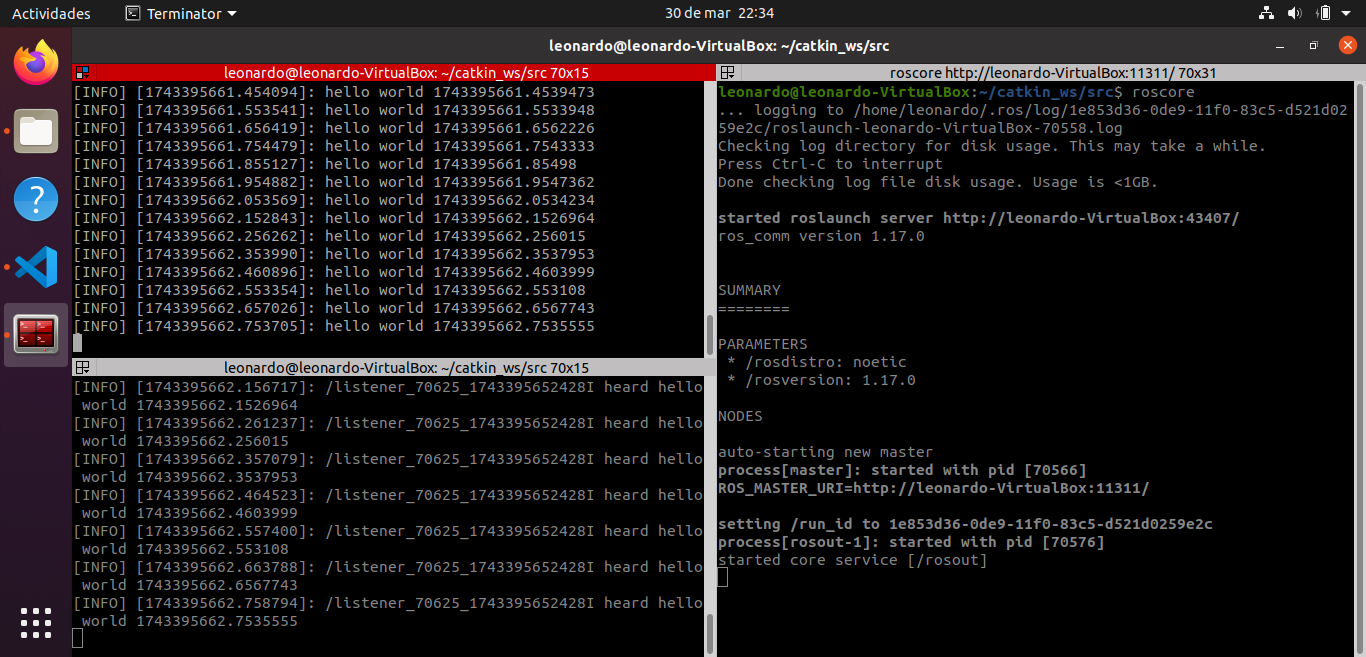 Actividades
Terminator
30 de mar 22:34
leonardo@leonardo-VirtualBox: ~/catkin_ws/src
leonardo@leonardo-VirtualBox: ~/catkin_ws/src 70x15
[INFO] [1743395661.454094]: hello world 1743395661.4539473
[INFO] [1743395661.553541]: hello world 1743395661.5533948
[INFO] [1743395661.656419]: hello world 1743395661.6562226
[INFO] [1743395661.754479]: hello world 1743395661.7543333
[INFO] [1743395661.855127]: hello world 1743395661.85498
[INFO] [1743395661.954882]: hello world 1743395661.9547362
[INFO] [1743395662.053569]: hello world 1743395662.0534234
[INFO] [1743395662.152843]: hello world 1743395662.1526964
[INFO] [1743395662.256262]: hello world 1743395662.256015
[INFO] [1743395662.353990]: hello world 1743395662.3537953
[INFO] [1743395662.460896]: hello world 1743395662.4603999
[INFO] [1743395662.553354]: hello world 1743395662.553108
[INFO] [1743395662.657026]: hello world 1743395662.6567743
[INFO] [1743395662.753705]: hello world 1743395662.7535555
leonardo@leonardo-VirtualBox: ~/catkin_ws/src 70x15
[INFO] [1743395662.156717]: /listener_70625_1743395652428I heard hello
world 1743395662.1526964
[INFO] [1743395662.261237]: /listener_70625_1743395652428I heard hello
world 1743395662.256015
[INFO] [1743395662.357079]: /listener_70625_1743395652428I heard hello
world 1743395662.3537953
[INFO] [1743395662.464523]: /listener_70625_1743395652428I heard hello
world 1743395662.4603999
[INFO] [1743395662.557400]: /listener_70625_1743395652428I heard hello
world 1743395662.553108
[INFO] [1743395662.663788]: /listener_70625_1743395652428I heard hello
world 1743395662.6567743
[INFO] [1743395662.758794]: /listener_70625_1743395652428I heard hello
world 1743395662.7535555
roscore http://leonardo-VirtualBox:11311/ 70x31
leonardo@leonardo-VirtualBox:~/catkin_ws/src$ roscore
... logging to /home/leonardo/.ros/log/1e853d36-0de9-11f0-83c5-d521d02
59e2c/roslaunch-leonardo-VirtualBox-70558.log
Checking log directory for disk usage. This may take a while.
Press Ctrl-C to interrupt
Done checking log file disk usage. Usage is <1GB.
started roslaunch server http://leonardo-VirtualBox:43407/
ros_comm version 1.17.0
SUMMARY
========
PARAMETERS
* /rosdistro: noetic
* /rosversion: 1.17.0
NODES
auto-starting new master
process[master]: started with pid [70566]
ROS_MASTER_URI=http://leonardo-VirtualBox:11311/
setting /run_id to 1e853d36-0de9-11f0-83c5-d521d0259e2c
process[rosout-1]: started with pid [70576]
started core service [/rosout]